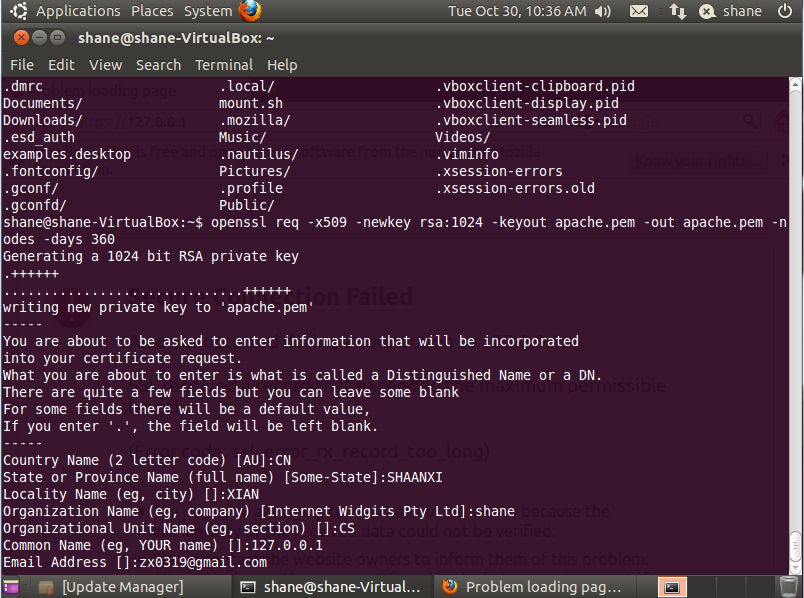 Applications Places System Tue Oct 30, 10:36 AM shane
shane@shane-VirtualBox: ~
File Edit View Search Terminal Help
.dmrc .local/ .vboxclient-clipboard.pid
Documents/ mount.sh .vboxclient-display.pid
Downloads/ .mozilla/ .vboxclient-seamless.pid
.esd_auth Music/ Videos/
examples.desktop .nautilus/ .viminfo
.fontconfig/ Pictures/ .xsession-errors
.gconf/ .profile .xsession-errors.old
.gconfd/ Public/
shane@shane-VirtualBox:~$ openssl req -x509 -newkey rsa:1024 -keyout apache.pem -out apache.pem -n
odes -days 360
Generating a 1024 bit RSA private key
.++++++
..............................++++++
writing new private key to 'apache.pem'
-----
You are about to be asked to enter information that will be incorporated
into your certificate request.
What you are about to enter is what is called a Distinguished Name or a DN.
There are quite a few fields but you can leave some blank
For some fields there will be a default value,
If you enter '.', the field will be left blank.
-----
Country Name (2 letter code) [AU]:CN
State or Province Name (full name) [Some-State]:SHAANXI
Locality Name (eg, city) []:XIAN
Organization Name (eg, company) [Internet Widgits Pty Ltd]:shane
Organizational Unit Name (eg, section) []:CS
Common Name (eg, YOUR name) []:127.0.0.1
Email Address []:zx0319@gmail.com
[Update Manager] shane@shane-Virtual... Problem loading pag...